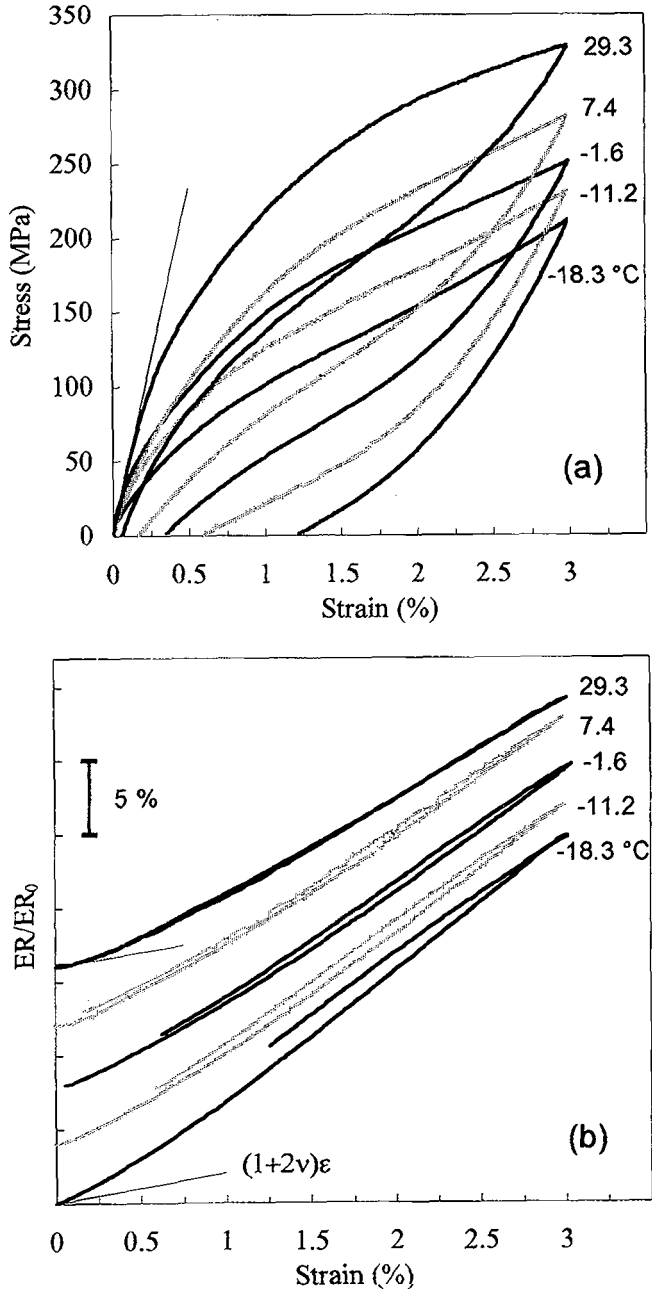 350
300
250
200
150
100
50
0
Stress (MPa)
29.3
7.4
-1.6
-11.2
-18.3 °C
(a)
0 0.5 1 1.5 2 2.5 3
Strain (%)
ER/ER₀
5 %
29.3
7.4
-1.6
-11.2
-18.3 °C
(1+2ν)ε
(b)
0 0.5 1 1.5 2 2.5 3
Strain (%)